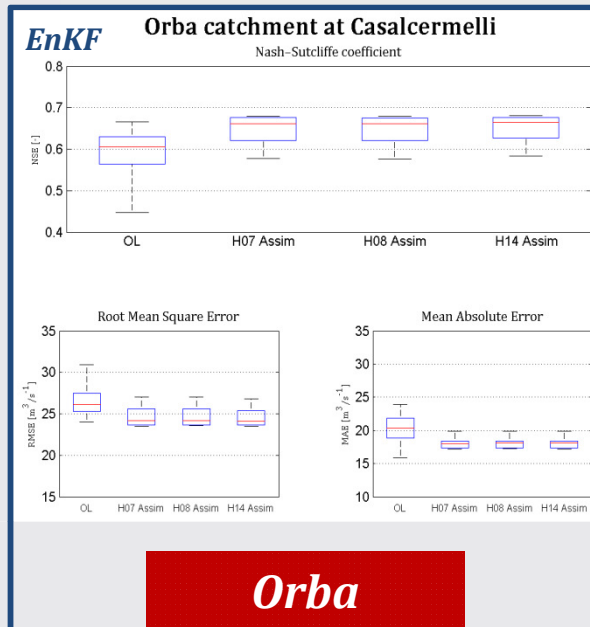 EnKF
Orba catchment at Casalcermelli
Nash–Sutcliffe coefficient
0.8
0.7
0.6
0.5
0.4
NSE [-]
OL H07 Assim H08 Assim H14 Assim
Root Mean Square Error
35
30
25
20
15
RMSE [m³/s⁻¹]
OL H07 Assim H08 Assim H14 Assim
Mean Absolute Error
35
30
25
20
15
10
MAE [m³/s⁻¹]
OL H07 Assim H08 Assim H14 Assim
Orba